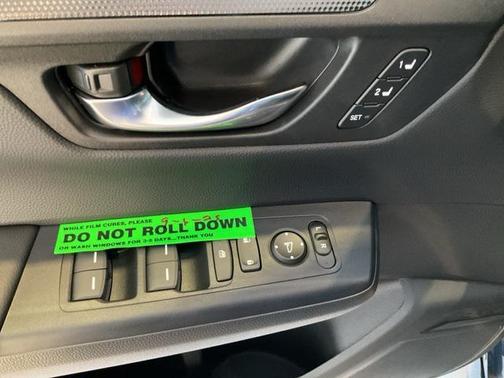 1
2
SET
WHILE FILM CURES, PLEASE
DO NOT ROLL DOWN
OR WASH WINDOWS FOR 3-5 DAYS...THANK YOU
L
R